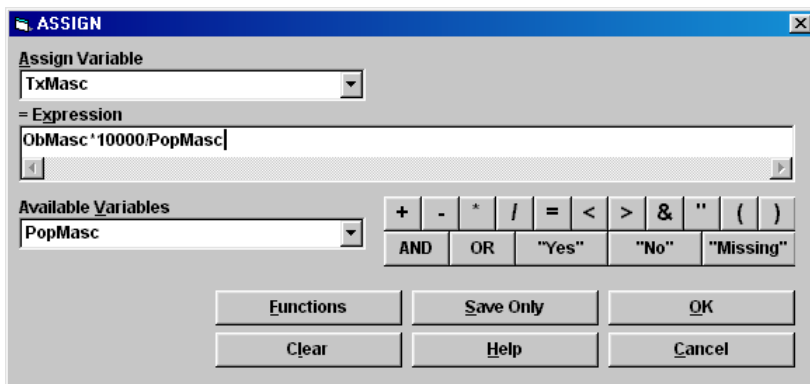 ASSIGN
Assign Variable
TxMasc
= Expression
ObMasc*10000/PopMasc
Available Variables
PopMasc
+ - * / = < > & " ( )
AND OR "Yes" "No" "Missing"
Functions Save Only OK
Clear Help Cancel